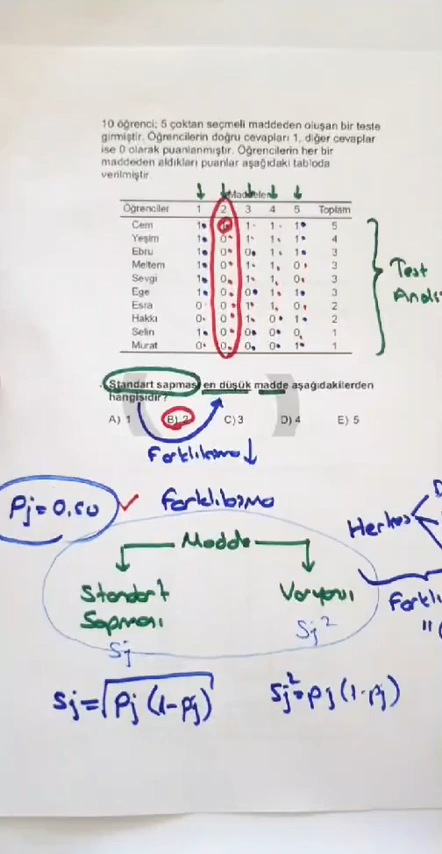 10 öğrenci; 5 çoktan seçmeli maddeden oluşan bir teste
girmiştir. Öğrencilerin doğru cevapları 1, diğer cevaplar
ise 0 olarak puanlanmıştır. Öğrencilerin her bir
maddeden aldıkları puanlar aşağıdaki tabloda
verilmiştir.
Maddeler
Öğrenciler 1 2 3 4 5 Toplam
Cem 1 1 1 1 1 5
Yeşim 1 0 1 1 1 4
Ebru 1 0 0 1 1 3
Meltem 1 0 1 1 0 3
Sevgi 1 0 1 1 0 3
Ege 1 0 0 1 1 3
Esra 0 0 1 1 0 2
Hakkı 0 0 1 0 1 2
Selin 1 0 0 0 0 1
Murat 0 0 0 0 1 1
Test
Standart sapması en düşük madde aşağıdakilerden
hangisidir?
A) 1 B) 2 C) 3 D) 4 E) 5
Farklılaşma
Pj=0,50 Farklılaşma
Madde
Standart Varyansı
Sapması Sj²
Sj
Sj=√Pj(1-Pj) Sj²=Pj(1-Pj)